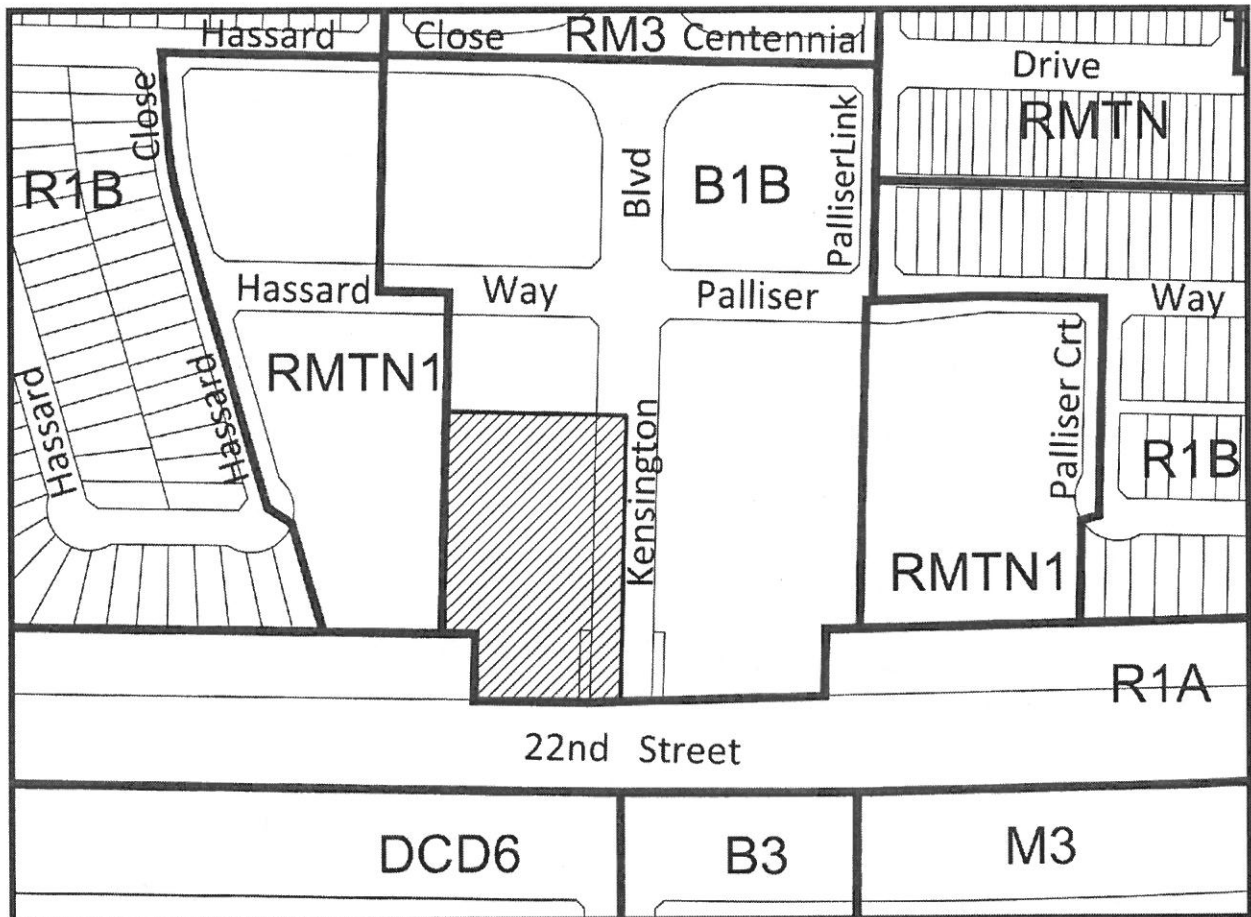 Hassard Close RM3 Centennial
Drive
RMTN
Close
R1B
Blvd
B1B
PalliserLink
Hassard Way Palliser
Way
RMTN1
Palliser Crt
Hassard
Hassard
Kensington
R1B
RMTN1
R1A
22nd Street
DCD6
B3
M3